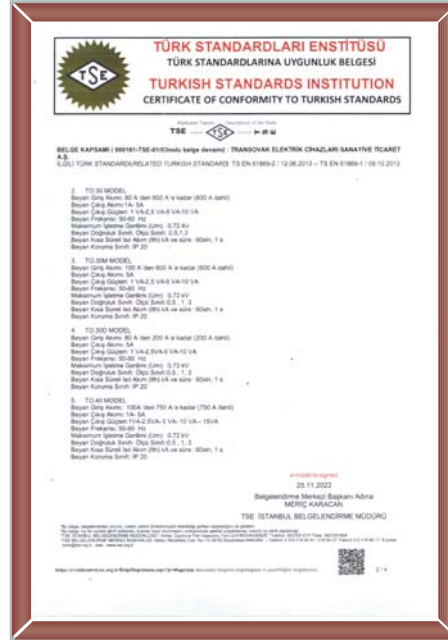 TSE
TÜRK STANDARDLARI ENSTİTÜSÜ
TÜRK STANDARDLARINA UYGUNLUK BELGESİ
TURKISH STANDARDS INSTITUTION
CERTIFICATE OF CONFORMITY TO TURKISH STANDARDS
TSE
BELGE KAPSAMI ( 000161-TSE-01/03nolu belge devamı) : TRANSOVAK ELEKTRİK CİHAZLARI SANAYİVE TİCARET
A.Ş.
İLGİLİ TÜRK STANDARDI/RELATED TURKISH STANDARD: TS EN 61869-2 / 12.06.2013 – TS EN 61869-1 / 09.10.2013
2. TO.30 MODEL
Beyan Giriş Akımı: 80 A 'den 600 A 'e kadar (600 A dahil)
Beyan Çıkış Akımı:1A- 5A
Beyan Çıkış Güçleri: 1 VA-2,5 VA-5 VA-10 VA
Beyan Frekansı: 50-60 Hz
Maksimum İşletme Gerilimi (Um): 0.72 Kv
Beyan Doğruluk Sınıfı: Ölçü Sınıfı: 0.5,1,3
Beyan Kısa Süreli Isıl Akım (Ith) kA ve süre : 60xIn, 1 s
Beyan Koruma Sınıfı: IP 20
3. TO.30M MODEL
Beyan Giriş Akımı: 100 A 'den 600 A 'e kadar (600 A dahil)
Beyan Çıkış Akımı: 5A
Beyan Çıkış Güçleri: 1 VA-2,5 VA-5 VA-10 VA
Beyan Frekansı: 50-60 Hz
Maksimum İşletme Gerilimi (Um): 0.72 kV
Beyan Doğruluk Sınıfı: Ölçü Sınıfı: 0.5 , 1, 3
Beyan Kısa Süreli Isıl Akım (Ith) kA ve süre : 60xIn, 1 s
Beyan Koruma Sınıfı: IP 20
4. TO.30D MODEL
Beyan Giriş Akımı: 80 A 'den 200 A 'e kadar (200 A dahil)
Beyan Çıkış Akımı: 5A
Beyan Çıkış Güçleri: 1 VA-2,5VA-5 VA-10 VA
Beyan Frekansı: 50-60 Hz
Maksimum İşletme Gerilimi (Um): 0.72 kV
Beyan Doğruluk Sınıfı: Ölçü Sınıfı:0.5 , 1, 3
Beyan Kısa Süreli Isıl Akım (Ith) kA ve süre : 60xIn, 1 s
Beyan Koruma Sınıfı: IP 20
5. TO.40 MODEL
Beyan Giriş Akımı: 100A 'den 750 A 'e kadar (750 A dahil)
Beyan Çıkış Akımı: 1A- 5A
Beyan Çıkış Güçleri:1VA-2,5VA-5 VA- 10 VA – 15VA
Beyan Frekansı: 50-60 Hz
Maksimum İşletme Gerilimi (Um): 0.72 kV
Beyan Doğruluk Sınıfı: Ölçü Sınıfı: 0.5 , 1, 3
Beyan Kısa Süreli Isıl Akım (Ith) kA ve süre : 60xIn, 1 s
Beyan Koruma Sınıfı: IP 20
e-imzalıdır/e-signed
25.11.2022
Belgelendirme Merkezi Başkanı Adına
MERİÇ KARACAN
TSE İSTANBUL BELGELENDİRME MÜDÜRÜ
2 / 4